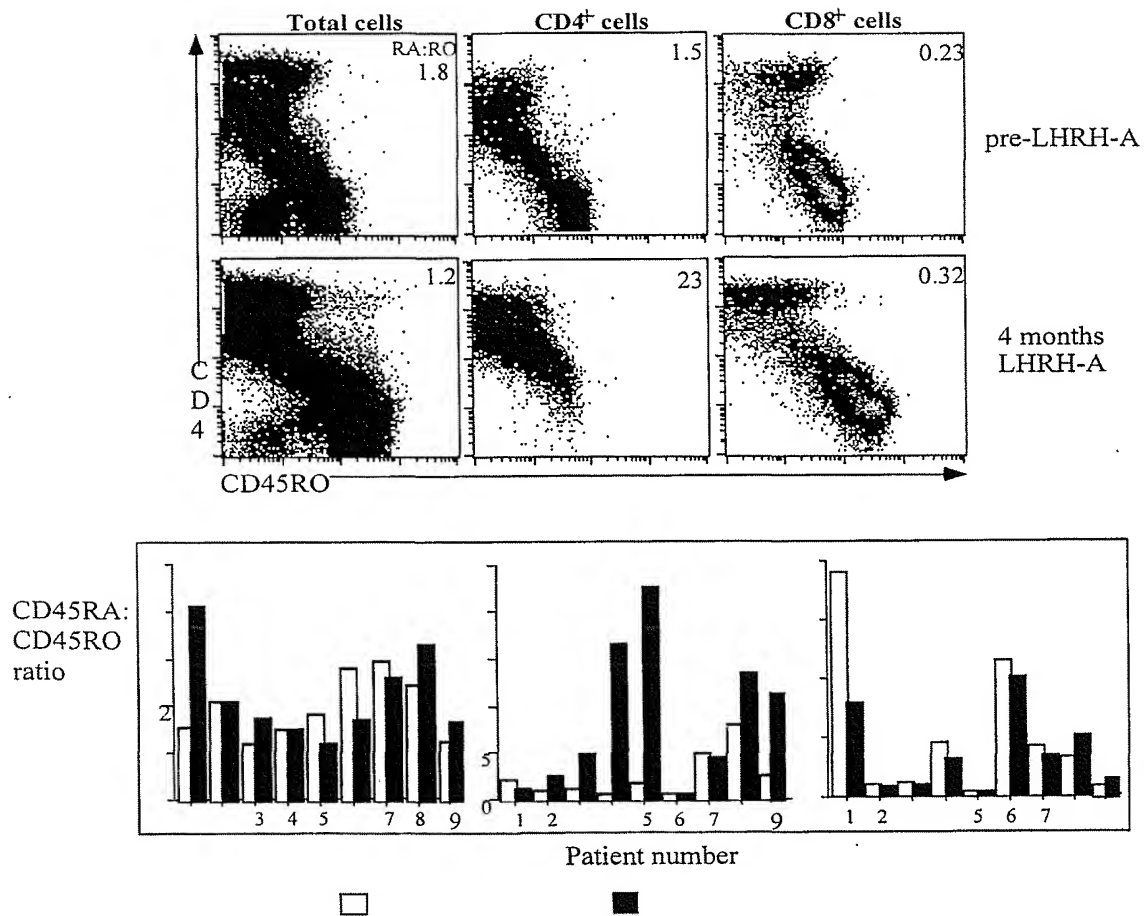 Total cells CD4+ cells CD8+ cells
RA:RO
1.8 1.5 0.23
pre-LHRH-A
1.2 23 0.32
4 months
LHRH-A
C
D
4
CD45RO
CD45RA:
CD45RO
ratio
2
5
0
3 4 5 7 8 9
1 2 5 6 7 9
1 2 5 6 7
Patient number